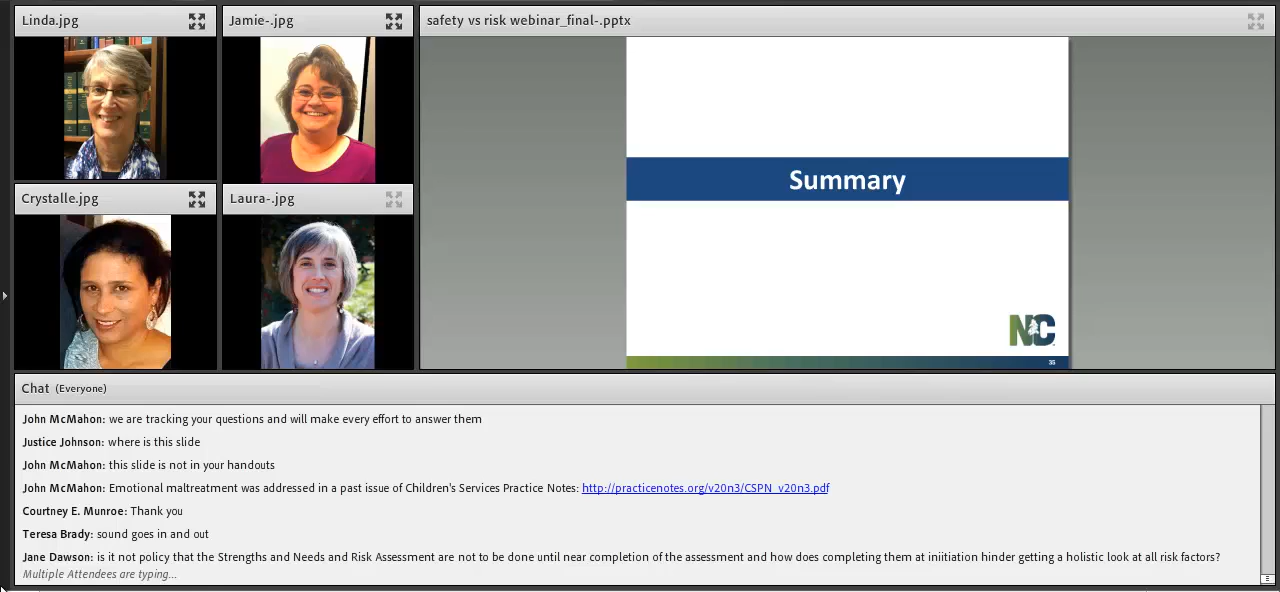 Linda.jpg
Jamie-.jpg
safety vs risk webinar_final-.pptx
Crystalle.jpg
Laura-.jpg
Summary
NC
35
Chat (Everyone)
John McMahon: we are tracking your questions and will make every effort to answer them
Justice Johnson: where is this slide
John McMahon: this slide is not in your handouts
John McMahon: Emotional maltreatment was addressed in a past issue of Children's Services Practice Notes: http://practicenotes.org/v20n3/CSPN_v20n3.pdf
Courtney E. Munroe: Thank you
Teresa Brady: sound goes in and out
Jane Dawson: is it not policy that the Strengths and Needs and Risk Assessment are not to be done until near completion of the assessment and how does completing them at iniitiation hinder getting a holistic look at all risk factors?
Multiple Attendees are typing...